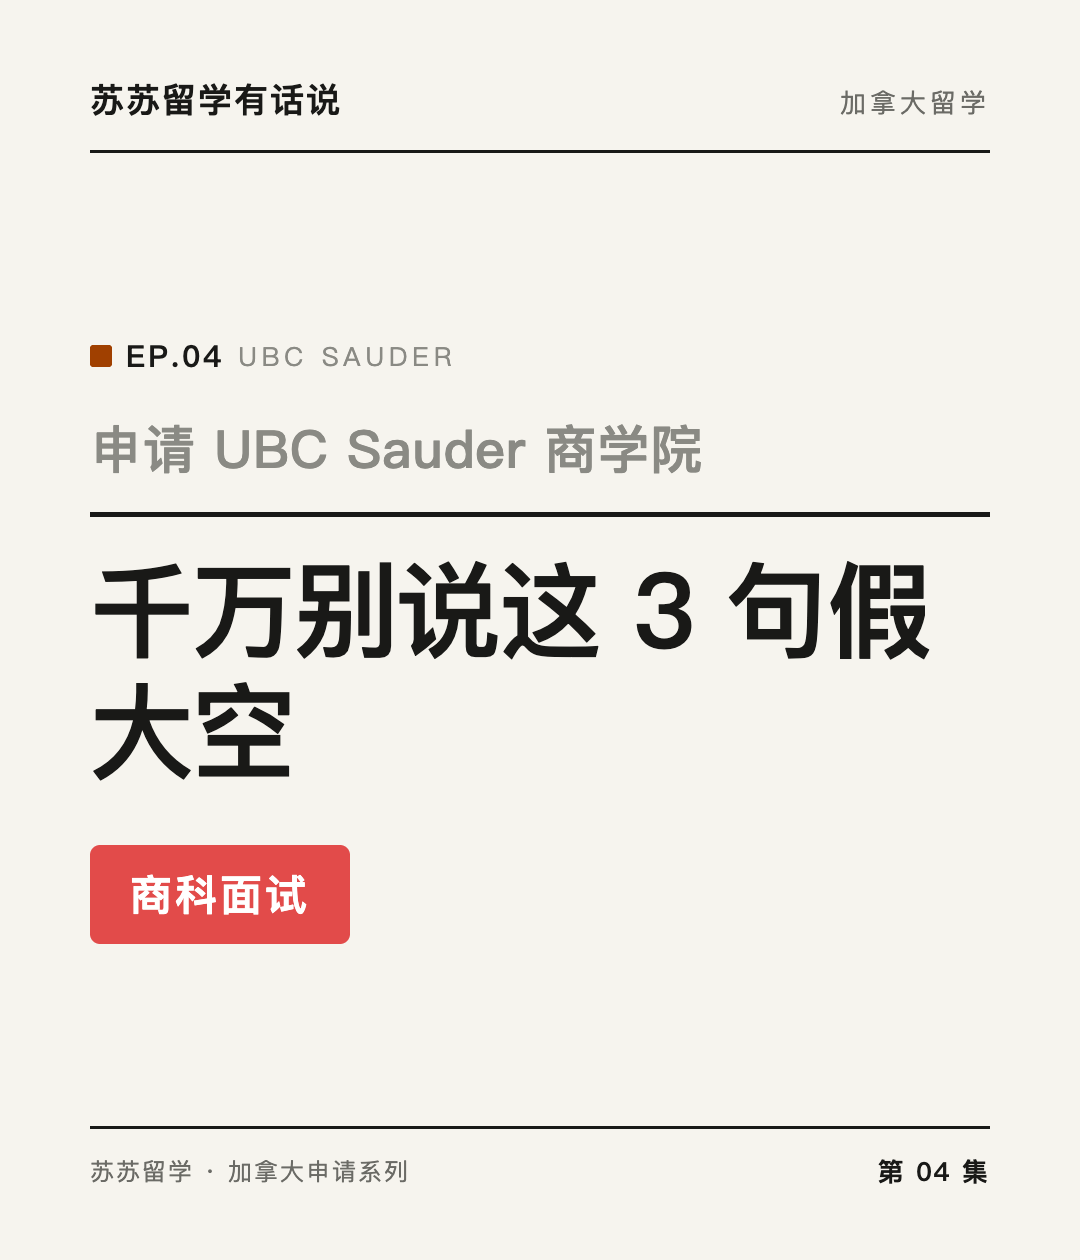 苏苏留学有话说
加拿大留学
EP.04 UBC SAUDER
申请 UBC Sauder 商学院
千万别说这 3 句假
大空
商科面试
苏苏留学 · 加拿大申请系列
第 04 集